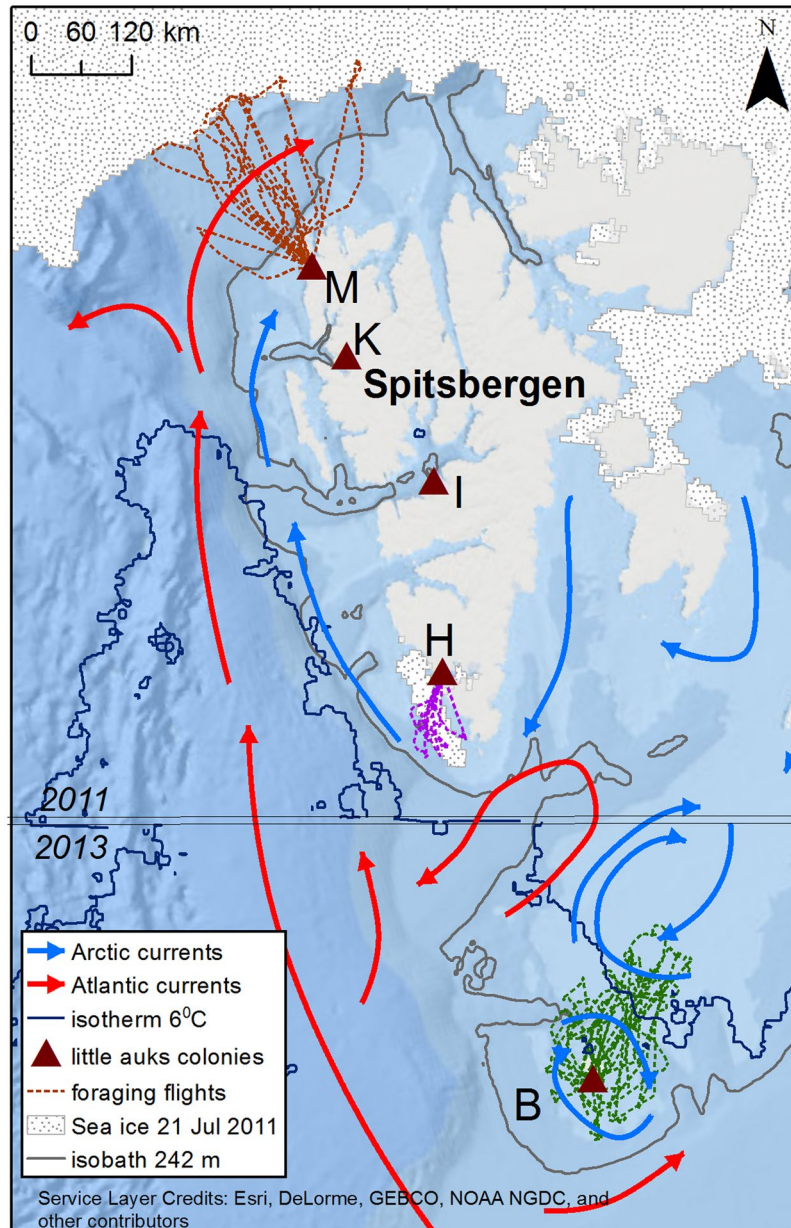 0 60 120 km
N
M
K
Spitsbergen
I
H
2011
2013
Arctic currents
Atlantic currents
isotherm 6⁰C
little auks colonies
foraging flights
Sea ice 21 Jul 2011
isobath 242 m
B
Service Layer Credits: Esri, DeLorme, GEBCO, NOAA NGDC, and
other contributors